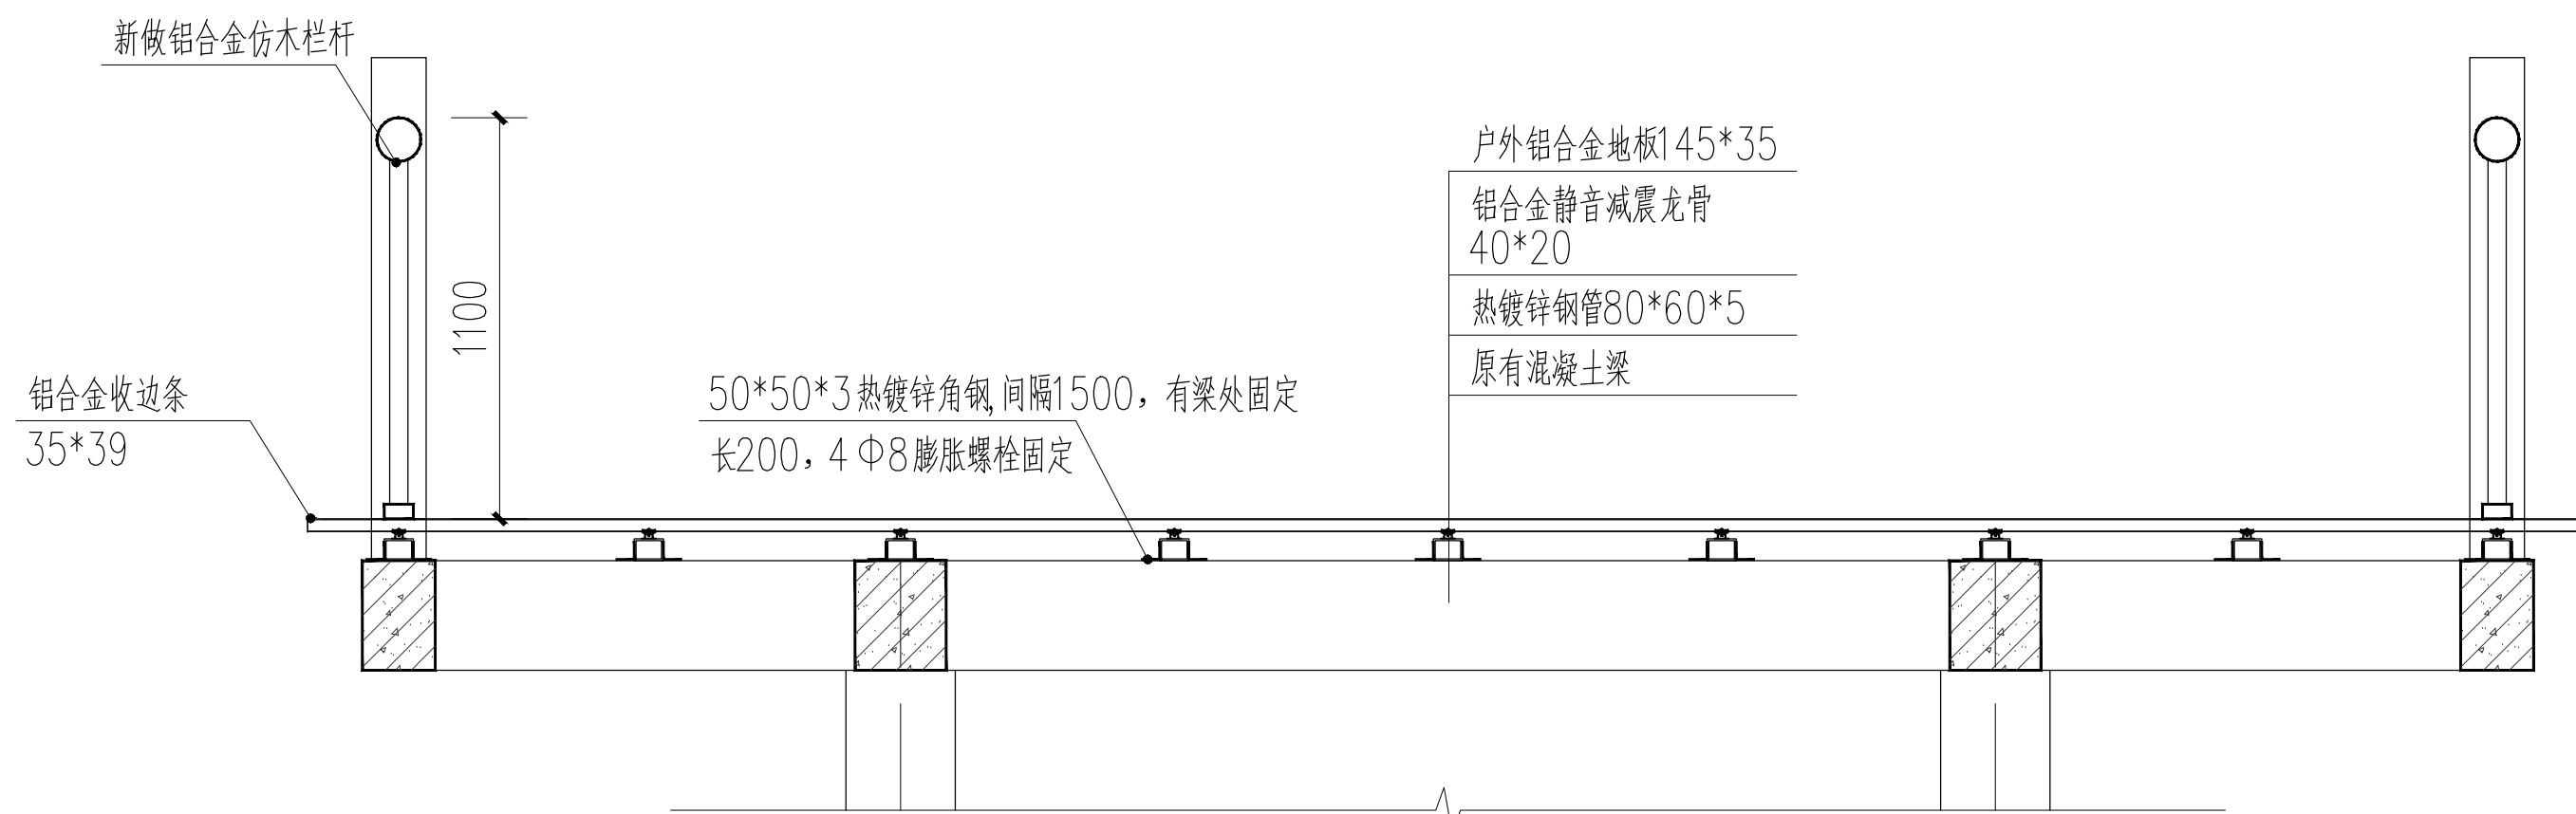 新做铝合金仿木栏杆
1100
户外铝合金地板145*35
铝合金静音减震龙骨
40*20
热镀锌钢管80*60*5
原有混凝土梁
铝合金收边条
35*39
50*50*3热镀锌角钢,间隔1500，有梁处固定
长200，4Φ8膨胀螺栓固定